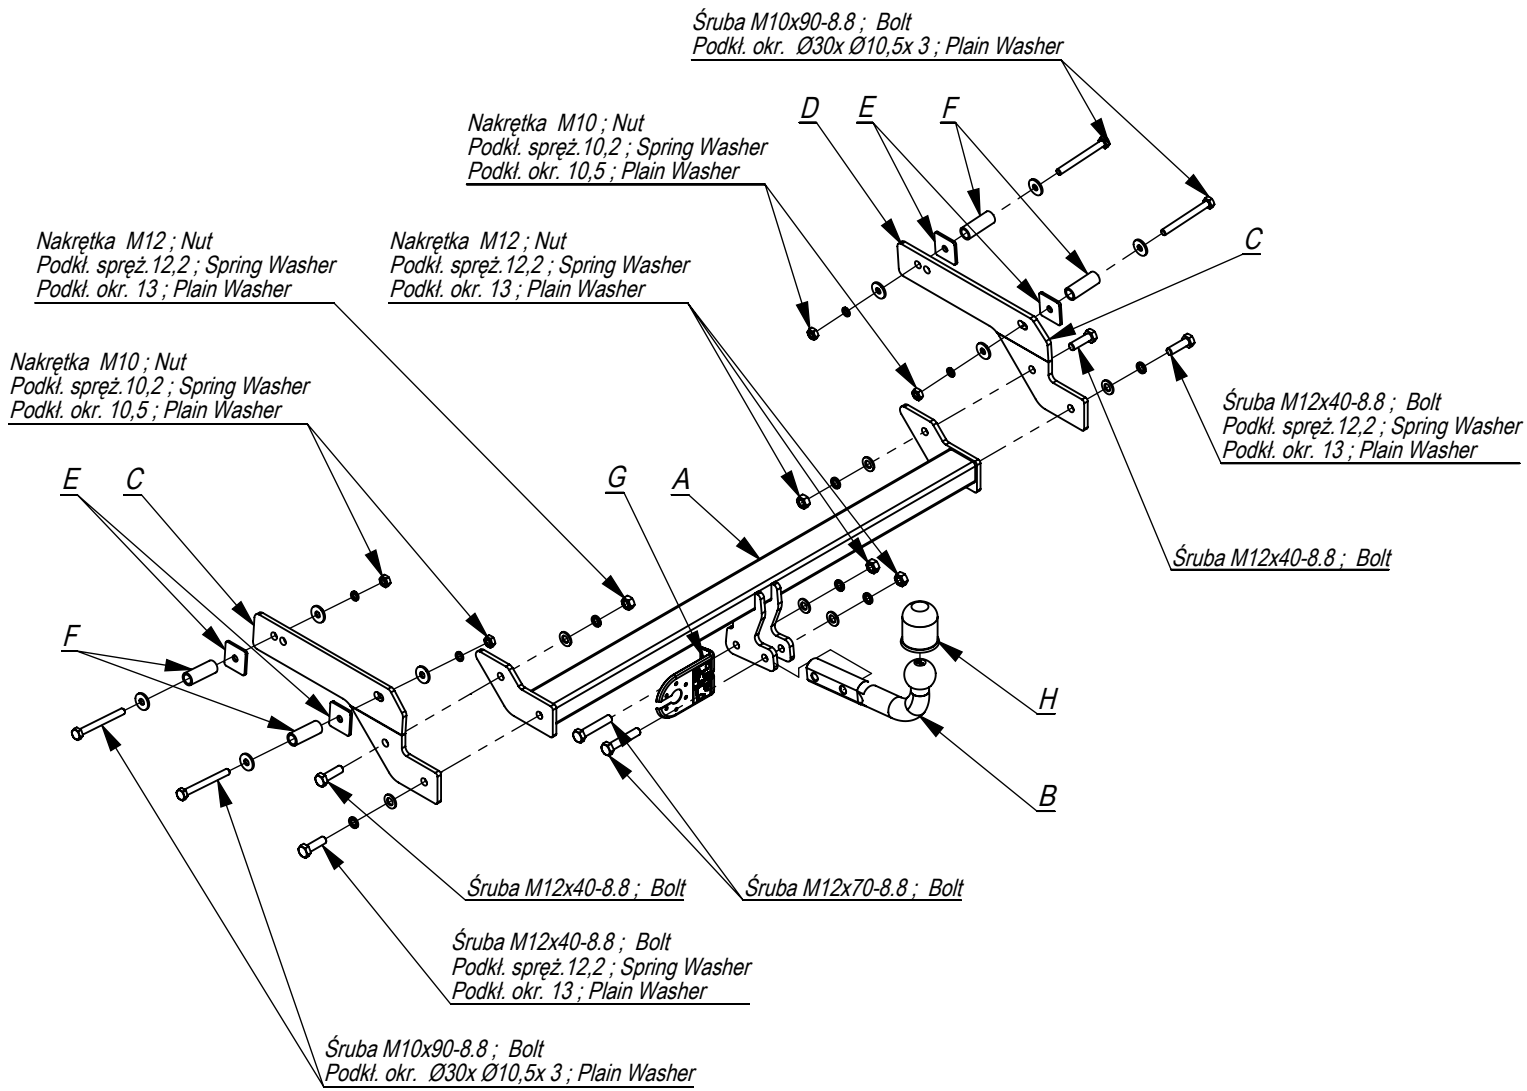 Śruba M10x90-8.8 ; Bolt
Podkł. okr. Ø30x Ø10,5x 3 ; Plain Washer
D
E
F
Nakrętka M10 ; Nut
Podkł. spręż.10,2 ; Spring Washer
Podkł. okr. 10,5 ; Plain Washer
Nakrętka M12 ; Nut
Podkł. spręż.12,2 ; Spring Washer
Podkł. okr. 13 ; Plain Washer
Nakrętka M12 ; Nut
Podkł. spręż.12,2 ; Spring Washer
Podkł. okr. 13 ; Plain Washer
C
Nakrętka M10 ; Nut
Podkł. spręż.10,2 ; Spring Washer
Podkł. okr. 10,5 ; Plain Washer
Śruba M12x40-8.8 ; Bolt
Podkł. spręż.12,2 ; Spring Washer
Podkł. okr. 13 ; Plain Washer
E
C
G
A
Śruba M12x40-8.8 ; Bolt
F
H
B
Śruba M12x40-8.8 ; Bolt
Śruba M12x70-8.8 ; Bolt
Śruba M12x40-8.8 ; Bolt
Podkł. spręż.12,2 ; Spring Washer
Podkł. okr. 13 ; Plain Washer
Śruba M10x90-8.8 ; Bolt
Podkł. okr. Ø30x Ø10,5x 3 ; Plain Washer